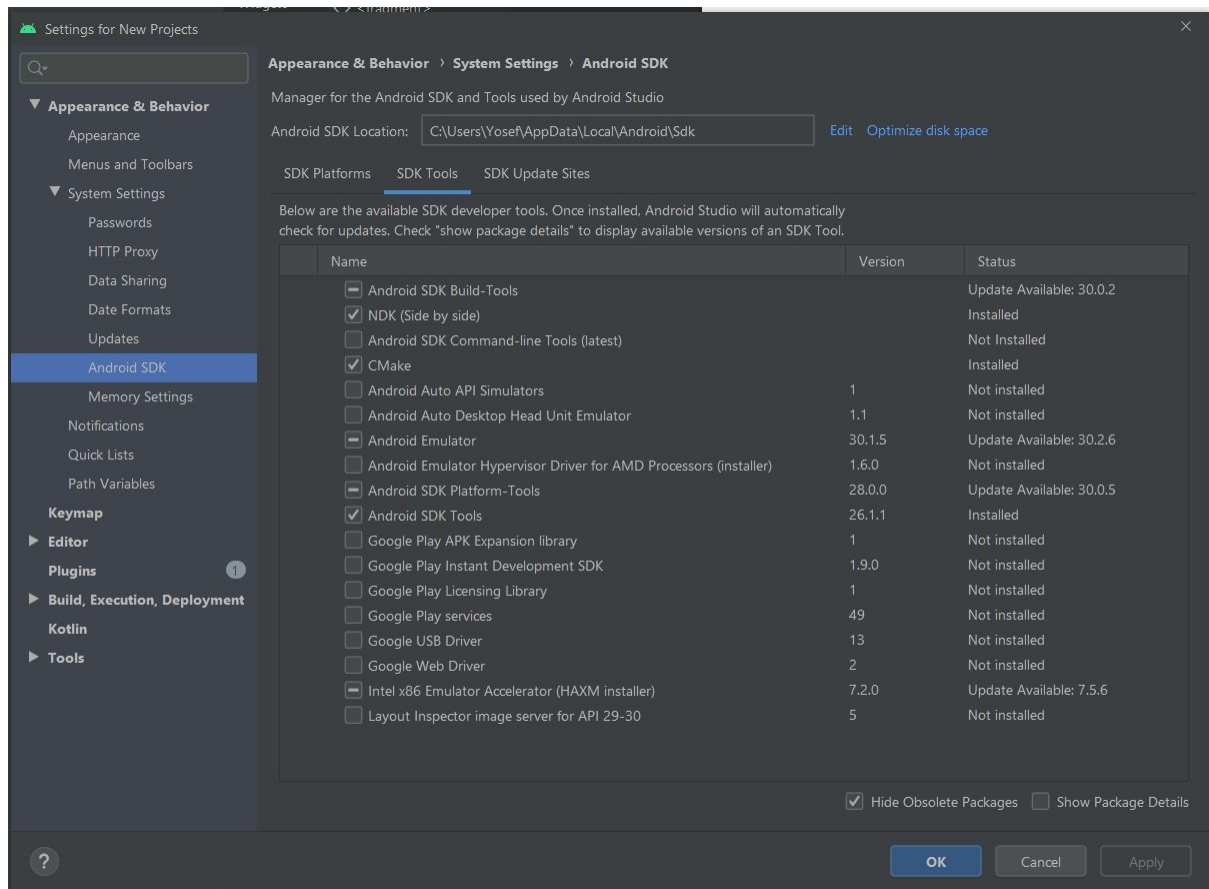 Settings for New Projects
Appearance & Behavior
Appearance
Menus and Toolbars
System Settings
Passwords
HTTP Proxy
Data Sharing
Date Formats
Updates
Android SDK
Memory Settings
Notifications
Quick Lists
Path Variables
Keymap
Editor
Plugins 1
Build, Execution, Deployment
Kotlin
Tools
Appearance & Behavior › System Settings › Android SDK
Manager for the Android SDK and Tools used by Android Studio
Android SDK Location: C:\Users\Yosef\AppData\Local\Android\Sdk Edit Optimize disk space
SDK Platforms SDK Tools SDK Update Sites
Below are the available SDK developer tools. Once installed, Android Studio will automatically
check for updates. Check "show package details" to display available versions of an SDK Tool.
Name Version Status
Android SDK Build-Tools Update Available: 30.0.2
NDK (Side by side) Installed
Android SDK Command-line Tools (latest) Not Installed
CMake Installed
Android Auto API Simulators 1 Not installed
Android Auto Desktop Head Unit Emulator 1.1 Not installed
Android Emulator 30.1.5 Update Available: 30.2.6
Android Emulator Hypervisor Driver for AMD Processors (installer) 1.6.0 Not installed
Android SDK Platform-Tools 28.0.0 Update Available: 30.0.5
Android SDK Tools 26.1.1 Installed
Google Play APK Expansion library 1 Not installed
Google Play Instant Development SDK 1.9.0 Not installed
Google Play Licensing Library 1 Not installed
Google Play services 49 Not installed
Google USB Driver 13 Not installed
Google Web Driver 2 Not installed
Intel x86 Emulator Accelerator (HAXM installer) 7.2.0 Update Available: 7.5.6
Layout Inspector image server for API 29-30 5 Not installed
Hide Obsolete Packages Show Package Details
? OK Cancel Apply